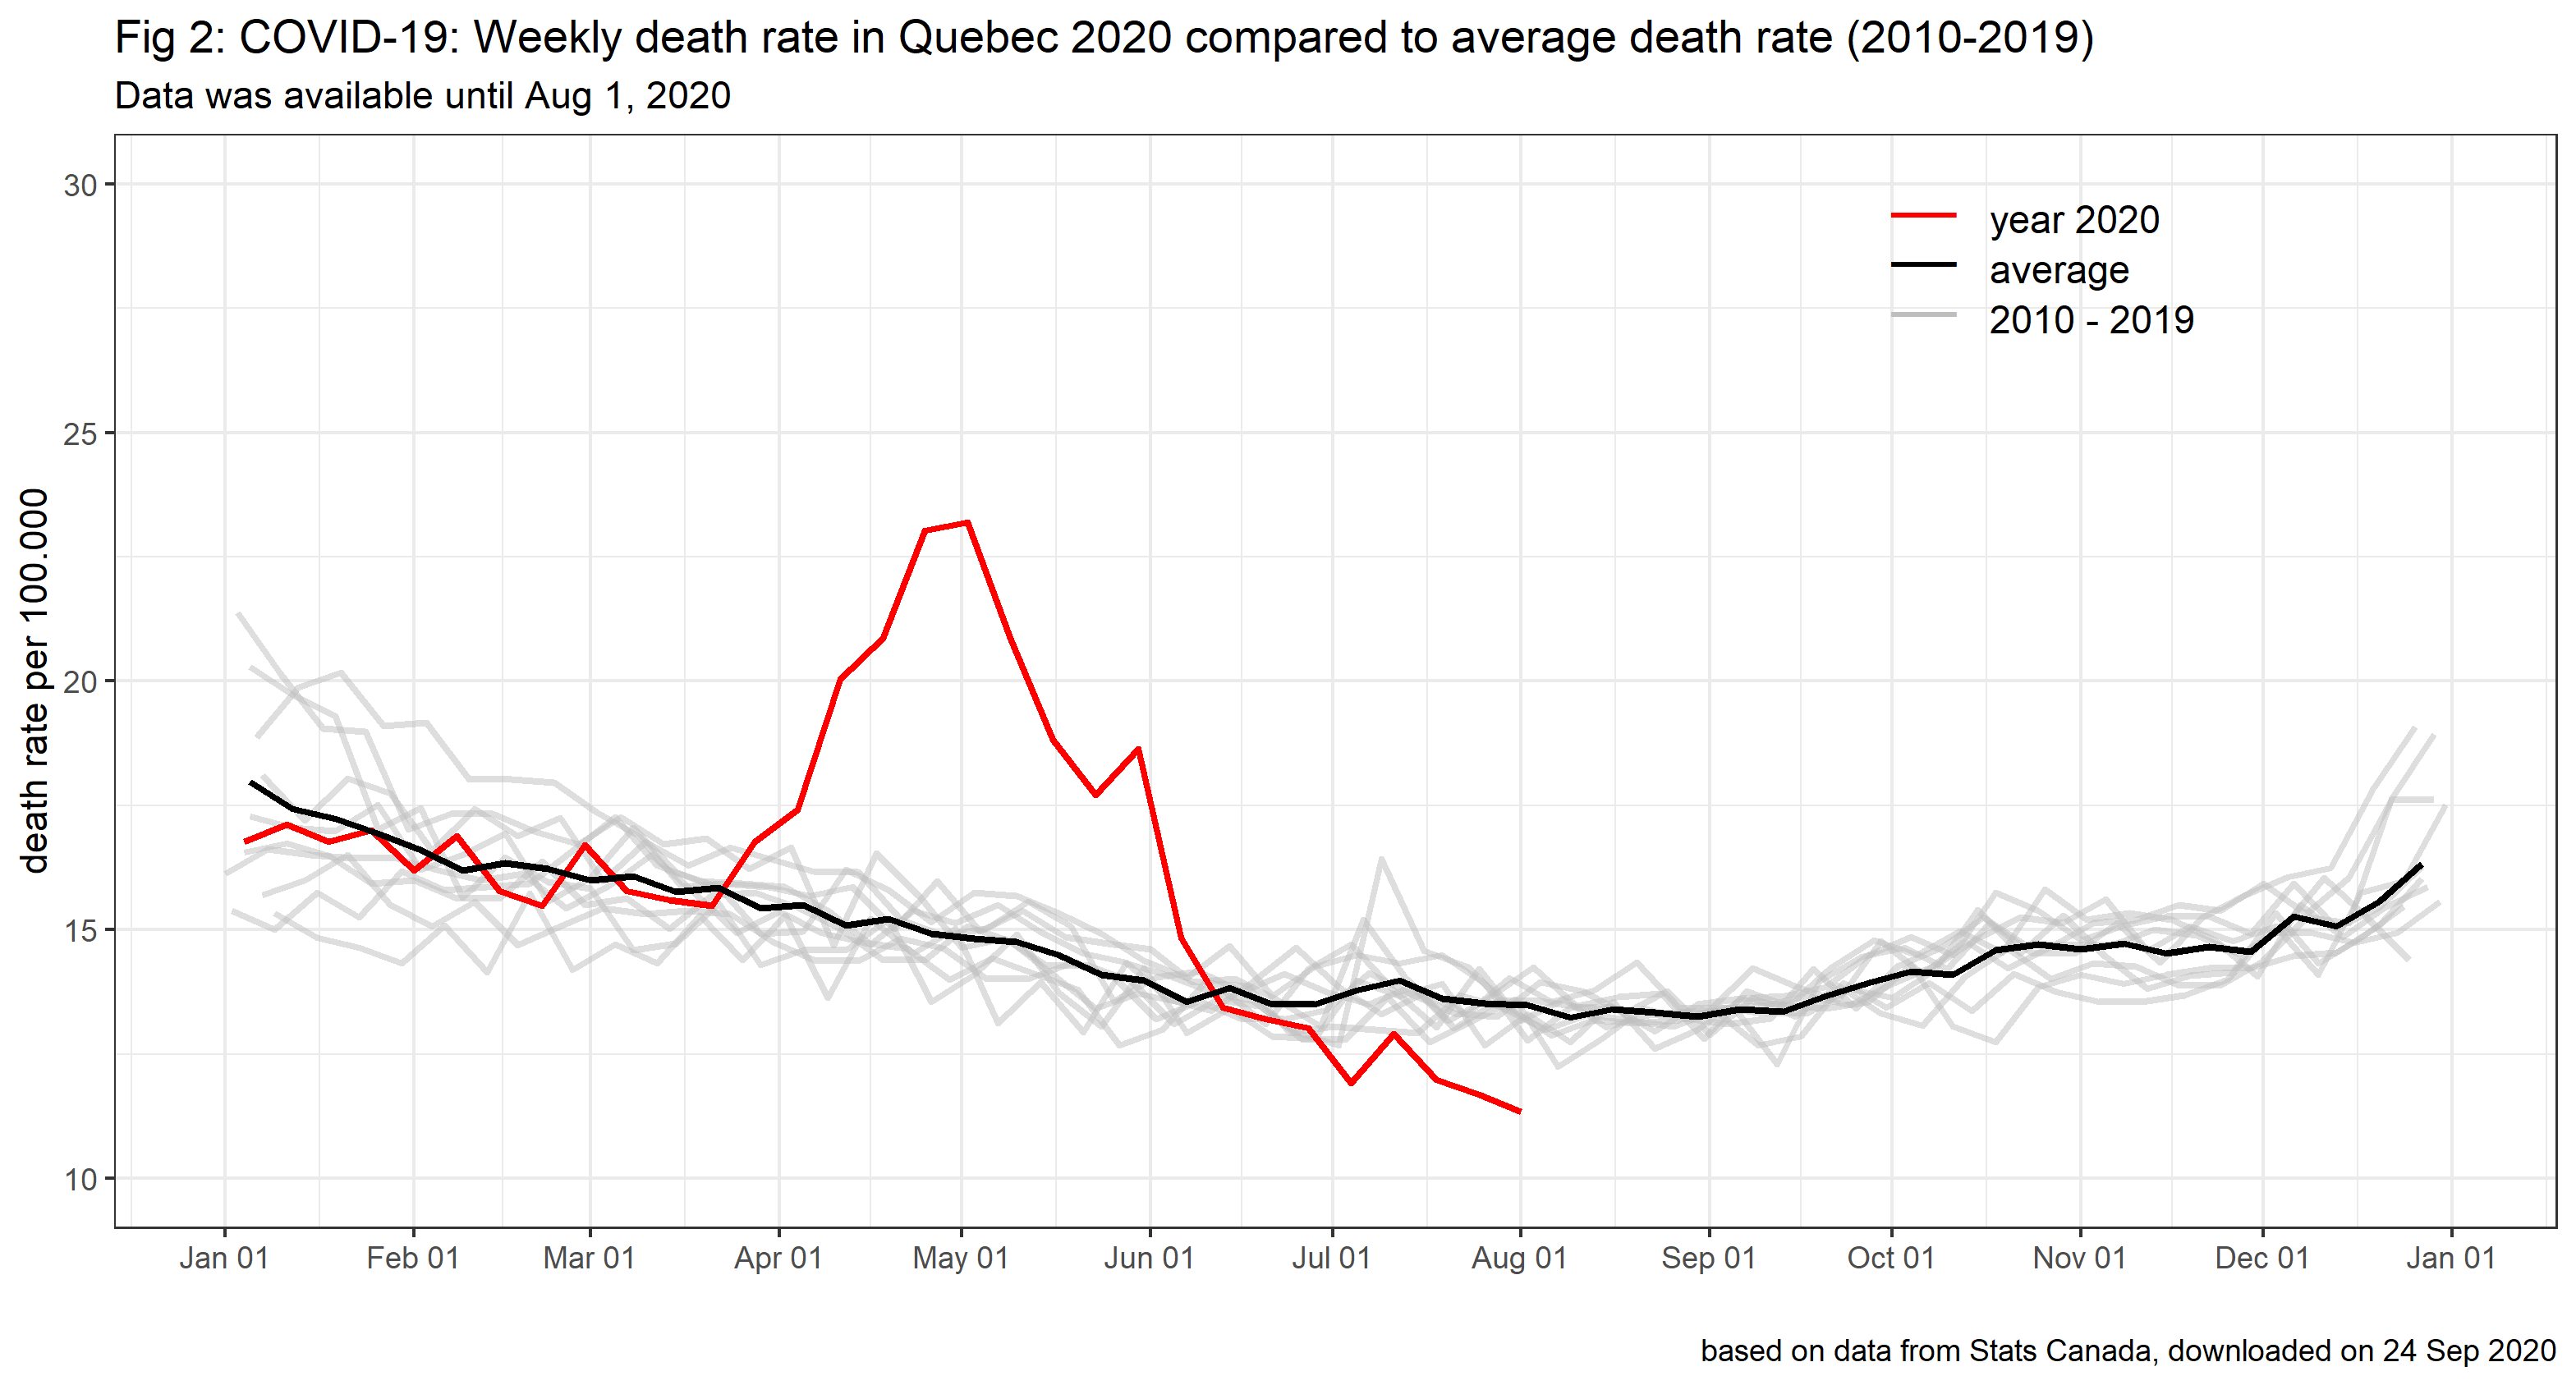 Fig 2: COVID-19: Weekly death rate in Quebec 2020 compared to average death rate (2010-2019)
Data was available until Aug 1, 2020
death rate per 100.000
30
25
20
15
10
year 2020
average
2010 - 2019
Jan 01 Feb 01 Mar 01 Apr 01 May 01 Jun 01 Jul 01 Aug 01 Sep 01 Oct 01 Nov 01 Dec 01 Jan 01
based on data from Stats Canada, downloaded on 24 Sep 2020